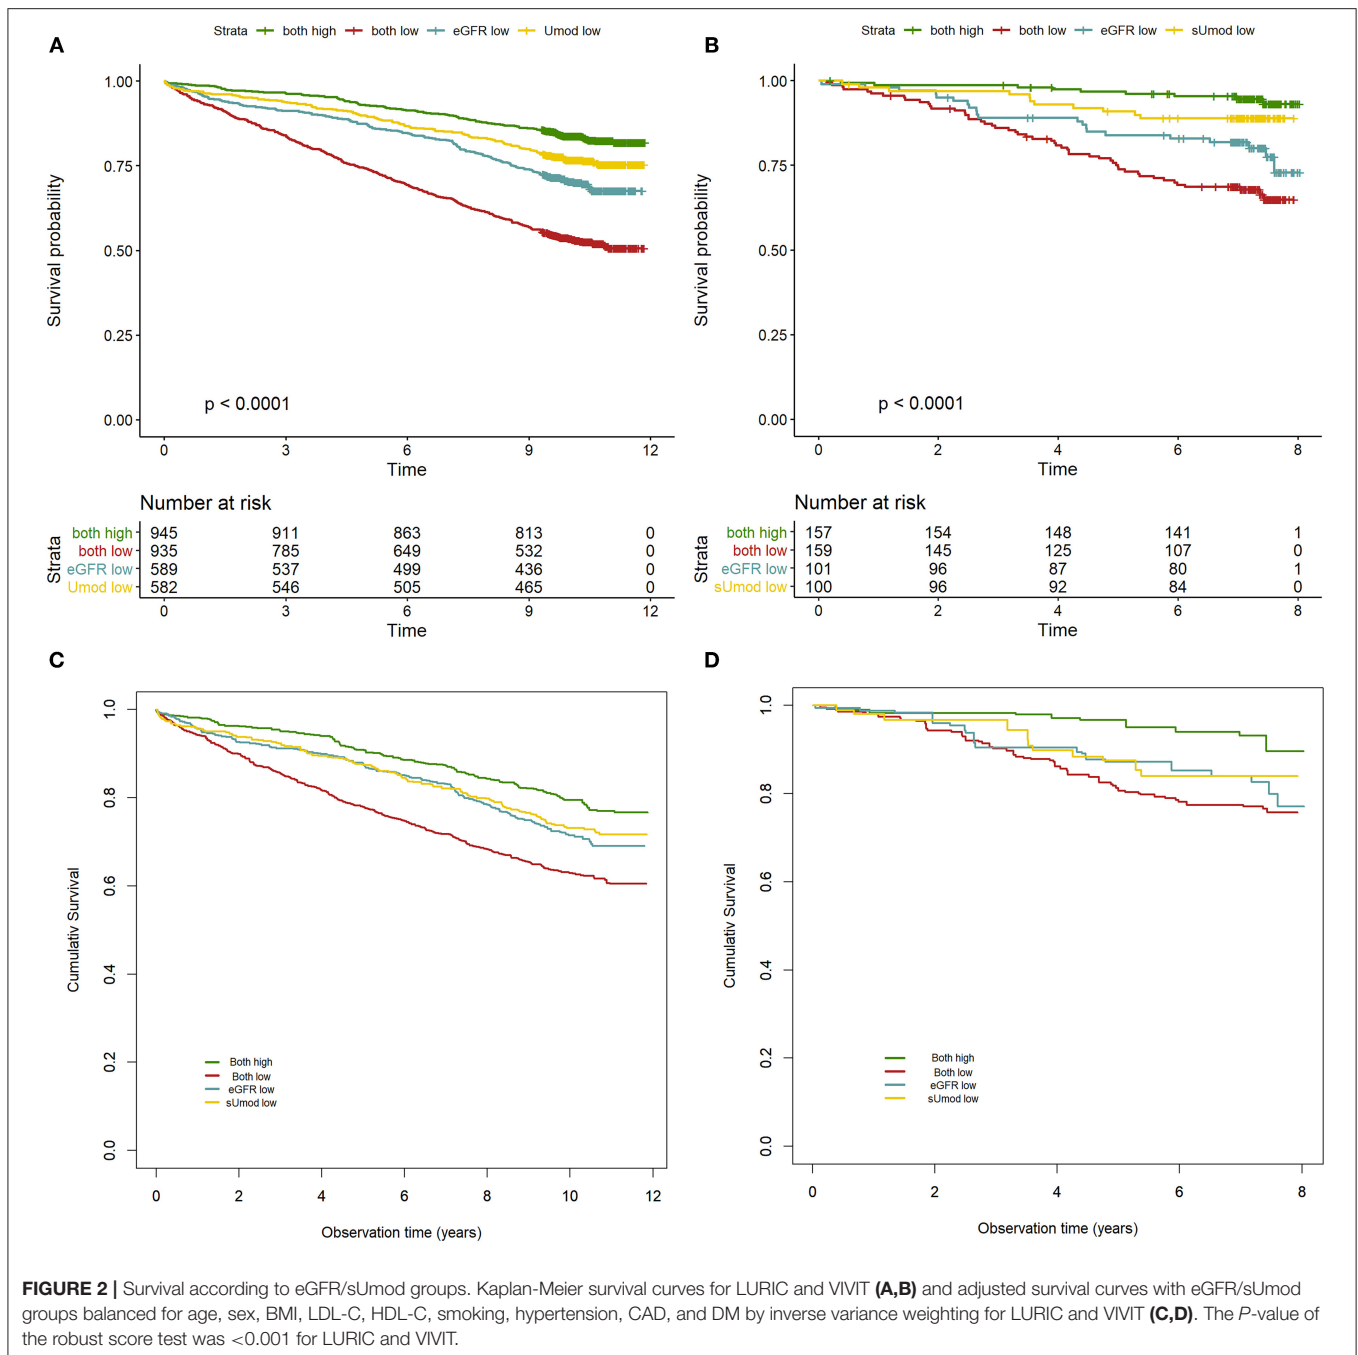 A
Strata both high both low eGFR low Umod low
1.00
0.75
0.50
0.25
0.00
Survival probability
p < 0.0001
0 3 6 9 12
Time
Number at risk
Strata
both high 945 911 863 813 0
both low 935 785 649 532 0
eGFR low 589 537 499 436 0
Umod low 582 546 505 465 0
0 3 6 9 12
Time
B
Strata both high both low eGFR low sUmod low
1.00
0.75
0.50
0.25
0.00
Survival probability
p < 0.0001
0 2 4 6 8
Time
Number at risk
Strata
both high 157 154 148 141 1
both low 159 145 125 107 0
eGFR low 101 96 87 80 1
sUmod low 100 96 92 84 0
0 2 4 6 8
Time
C
1.0
0.8
0.6
0.4
0.2
0.0
Cumulativ Survival
Both high
Both low
eGFR low
sUmod low
0 2 4 6 8 10 12
Observation time (years)
D
1.0
0.8
0.6
0.4
0.2
0.0
Cumulativ Survival
Both high
Both low
eGFR low
sUmod low
0 2 4 6 8
Observation time (years)
FIGURE 2 | Survival according to eGFR/sUmod groups. Kaplan-Meier survival curves for LURIC and VIVIT (A,B) and adjusted survival curves with eGFR/sUmod
groups balanced for age, sex, BMI, LDL-C, HDL-C, smoking, hypertension, CAD, and DM by inverse variance weighting for LURIC and VIVIT (C,D). The P-value of
the robust score test was <0.001 for LURIC and VIVIT.